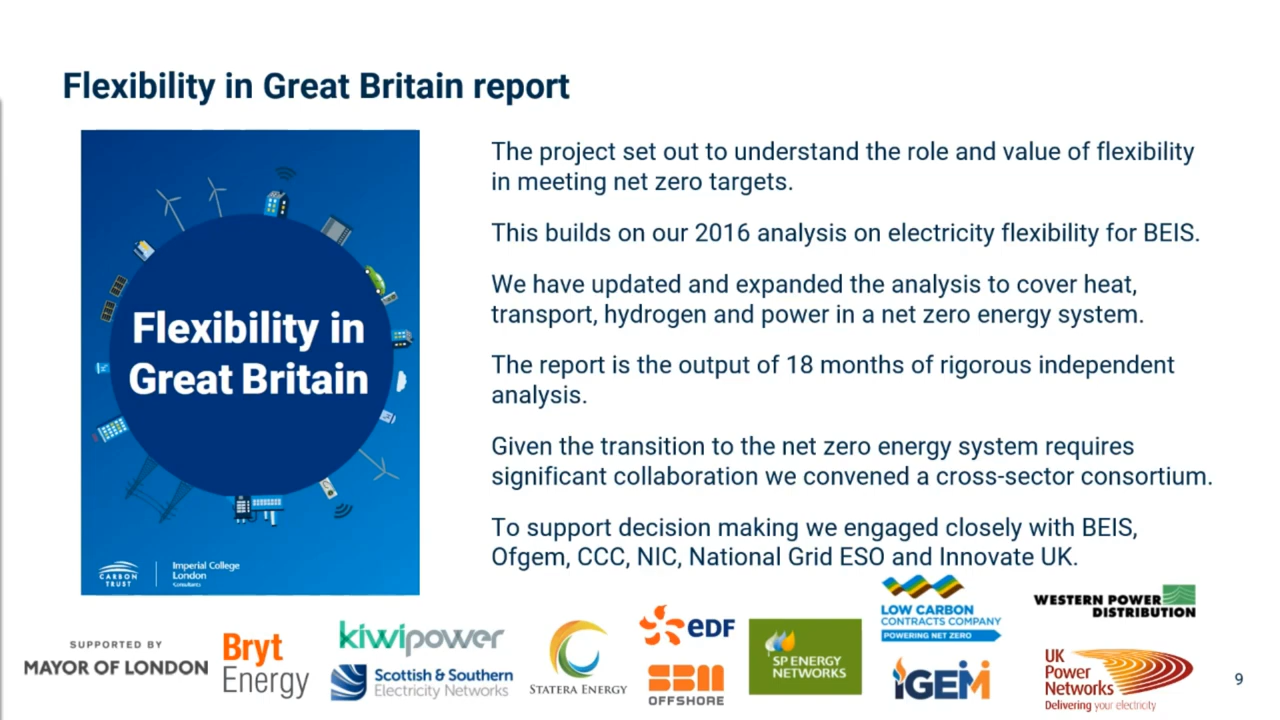 Flexibility in Great Britain report
Flexibility in
Great Britain
CARBON
TRUST
Imperial College
London
Consultants
The project set out to understand the role and value of flexibility
in meeting net zero targets.
This builds on our 2016 analysis on electricity flexibility for BEIS.
We have updated and expanded the analysis to cover heat,
transport, hydrogen and power in a net zero energy system.
The report is the output of 18 months of rigorous independent
analysis.
Given the transition to the net zero energy system requires
significant collaboration we convened a cross-sector consortium.
To support decision making we engaged closely with BEIS,
Ofgem, CCC, NIC, National Grid ESO and Innovate UK.
SUPPORTED BY
MAYOR OF LONDON
Bryt
Energy
kiwipower
Scottish & Southern
Electricity Networks
STATERA ENERGY
eDF
SBM
OFFSHORE
SP ENERGY
NETWORKS
LOW CARBON
CONTRACTS COMPANY
POWERING NET ZERO
iGEM
WESTERN POWER
DISTRIBUTION
UK
Power
Networks
Delivering your electricity
9